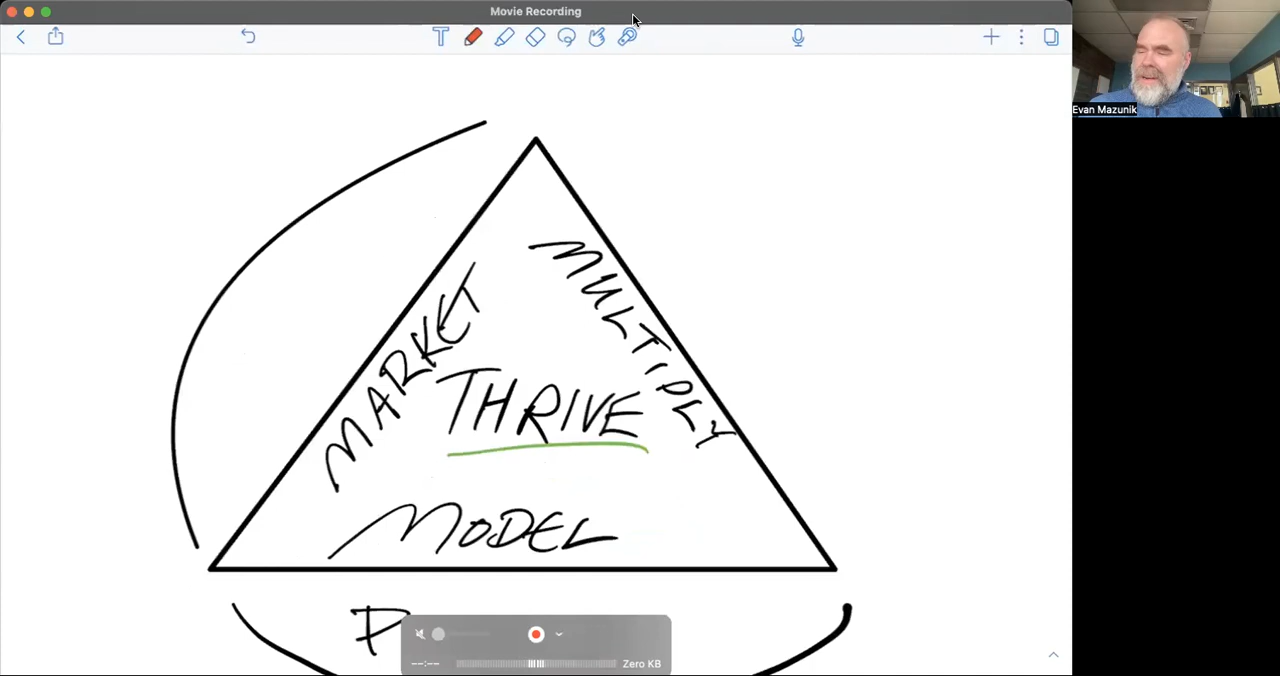 Movie Recording
Evan Mazunik
MARKET
MULTIPLY
THRIVE
MODEL
Zero KB